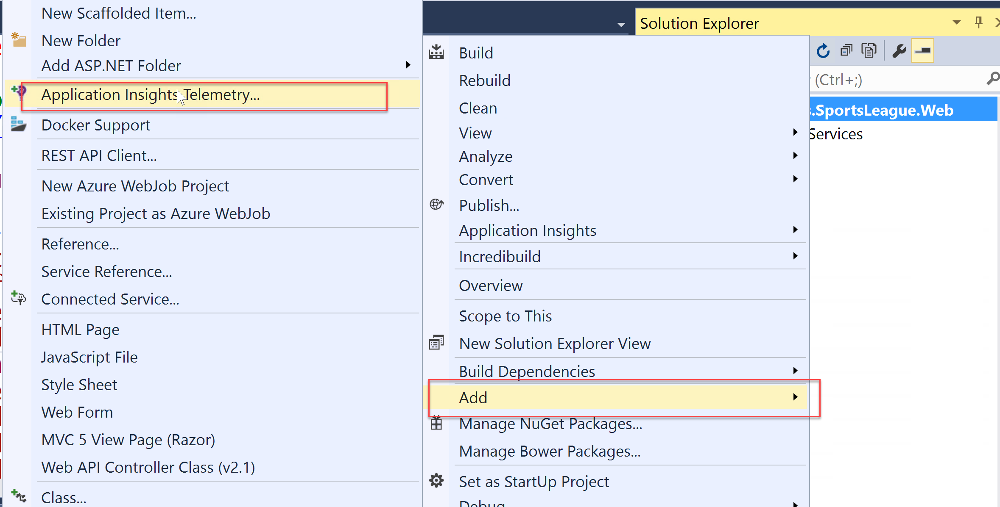 New Scaffolded Item...
New Folder
Add ASP.NET Folder
Application Insights Telemetry...
Docker Support
REST API Client...
New Azure WebJob Project
Existing Project as Azure WebJob
Reference...
Service Reference...
Connected Service...
HTML Page
JavaScript File
Style Sheet
Web Form
MVC 5 View Page (Razor)
Web API Controller Class (v2.1)
Class...
Build
Rebuild
Clean
View
Analyze
Convert
Publish...
Application Insights
Incredibuild
Overview
Scope to This
New Solution Explorer View
Build Dependencies
Add
Manage NuGet Packages...
Manage Bower Packages...
Set as StartUp Project
Debug
Solution Explorer
(Ctrl+;)
.SportsLeague.Web
Services